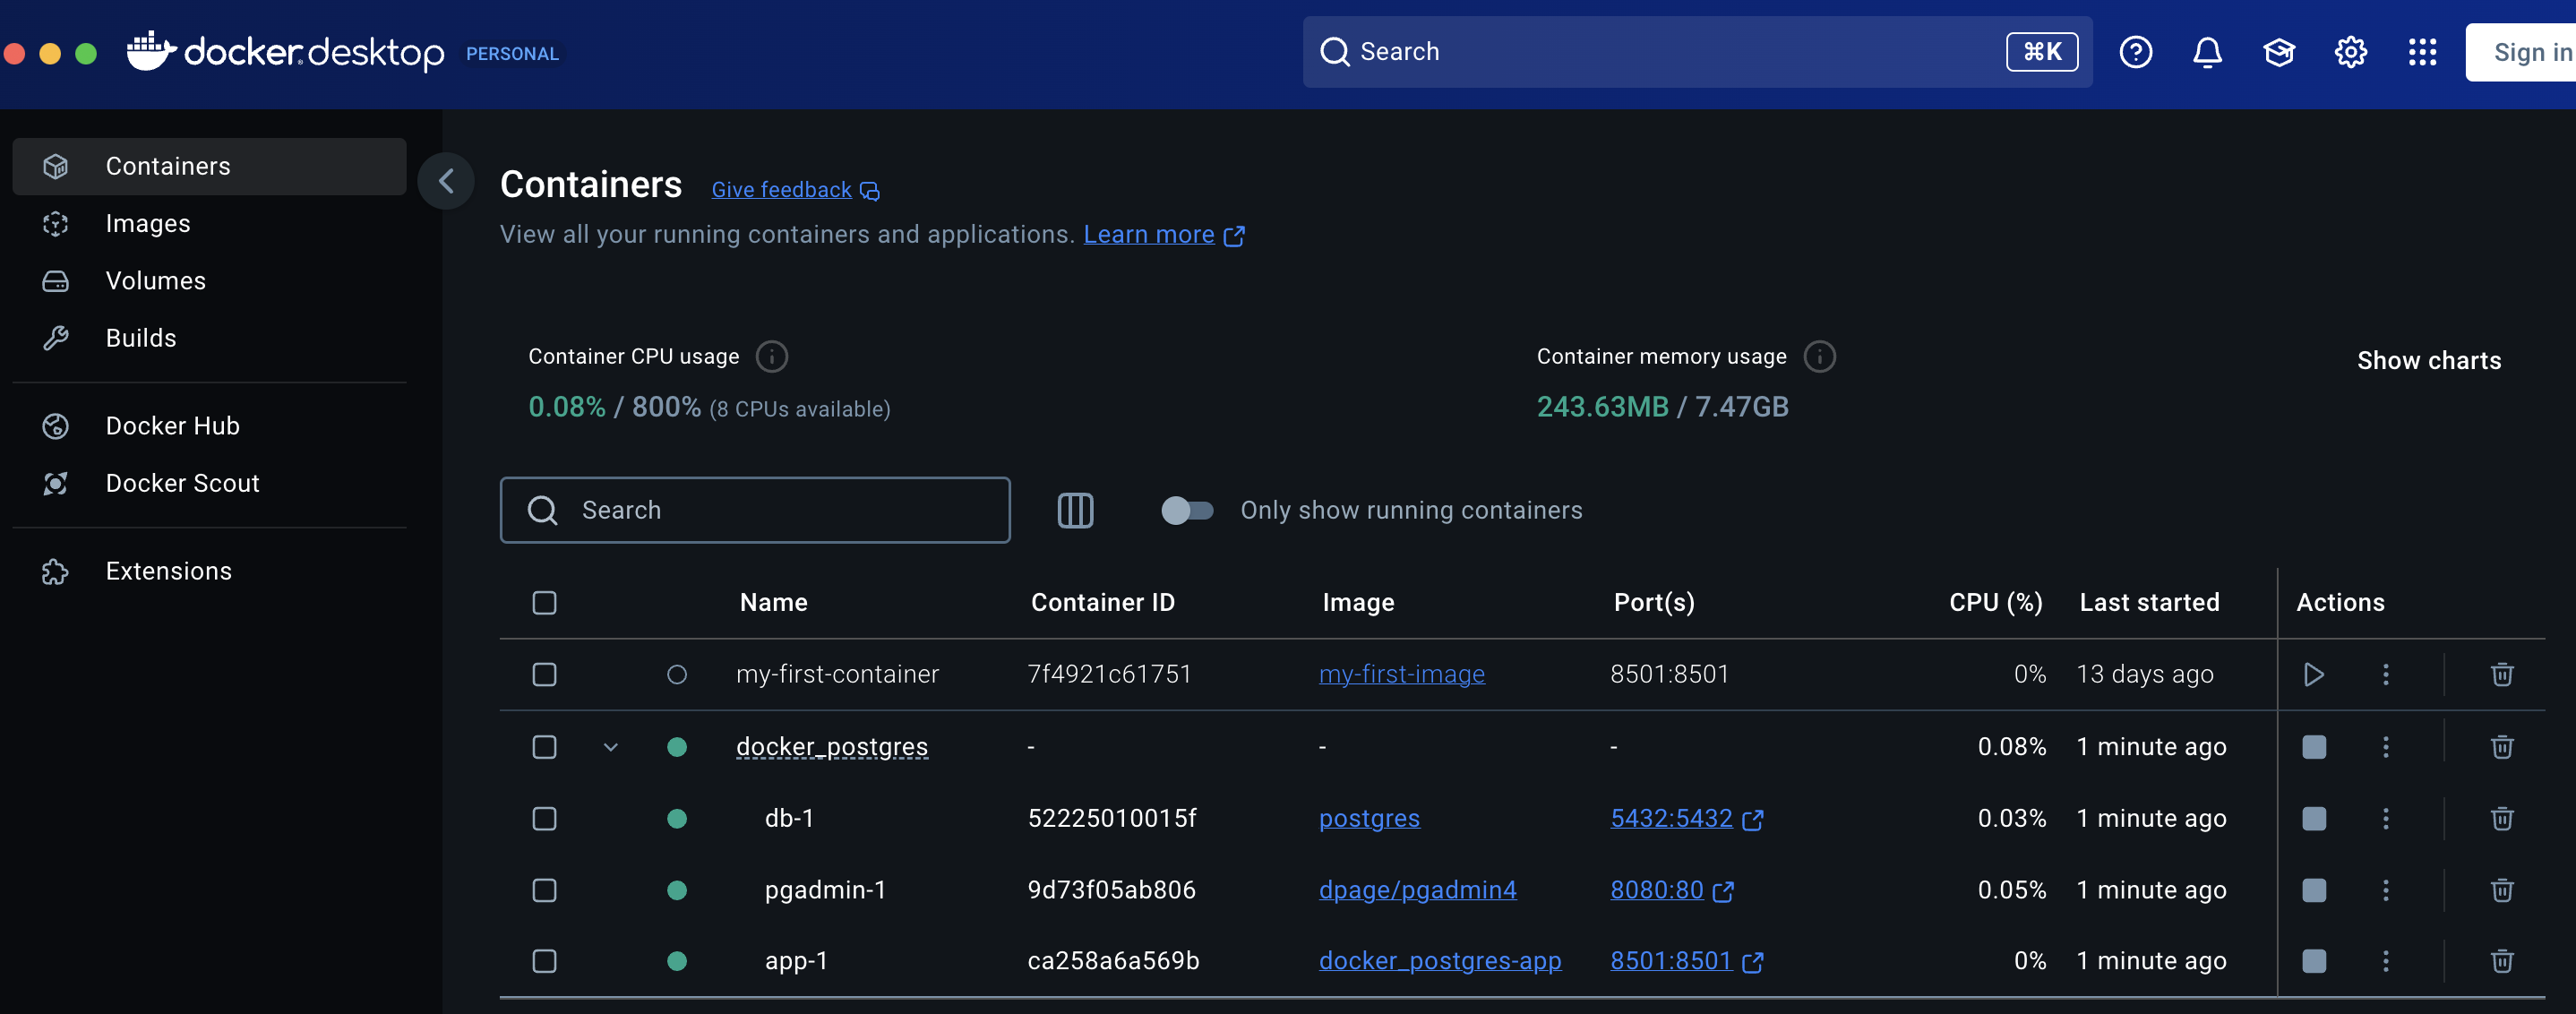 docker desktop PERSONAL
Search ⌘K
Sign in
Containers
Images
Volumes
Builds
Docker Hub
Docker Scout
Extensions
Containers Give feedback
View all your running containers and applications. Learn more
Container CPU usage
0.08% / 800% (8 CPUs available)
Container memory usage
243.63MB / 7.47GB
Show charts
Search
Only show running containers
Name Container ID Image Port(s) CPU (%) Last started Actions
my-first-container 7f4921c61751 my-first-image 8501:8501 0% 13 days ago
docker_postgres - - - 0.08% 1 minute ago
db-1 52225010015f postgres 5432:5432 0.03% 1 minute ago
pgadmin-1 9d73f05ab806 dpage/pgadmin4 8080:80 0.05% 1 minute ago
app-1 ca258a6a569b docker_postgres-app 8501:8501 0% 1 minute ago